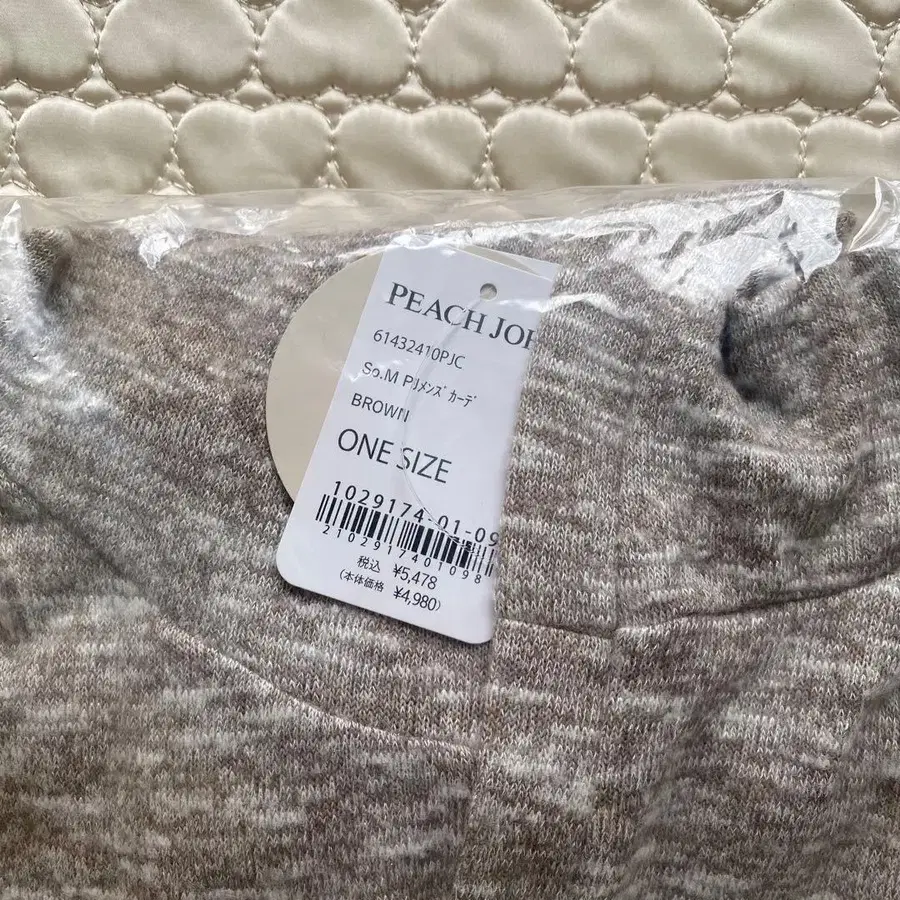 PEACH JOH
61432410PJC
So.M PJメンズ カーデ
BROWN
ONE SIZE
1029174-01-09
2102917401098
税込 ¥5,478
(本体価格 ¥4,980)